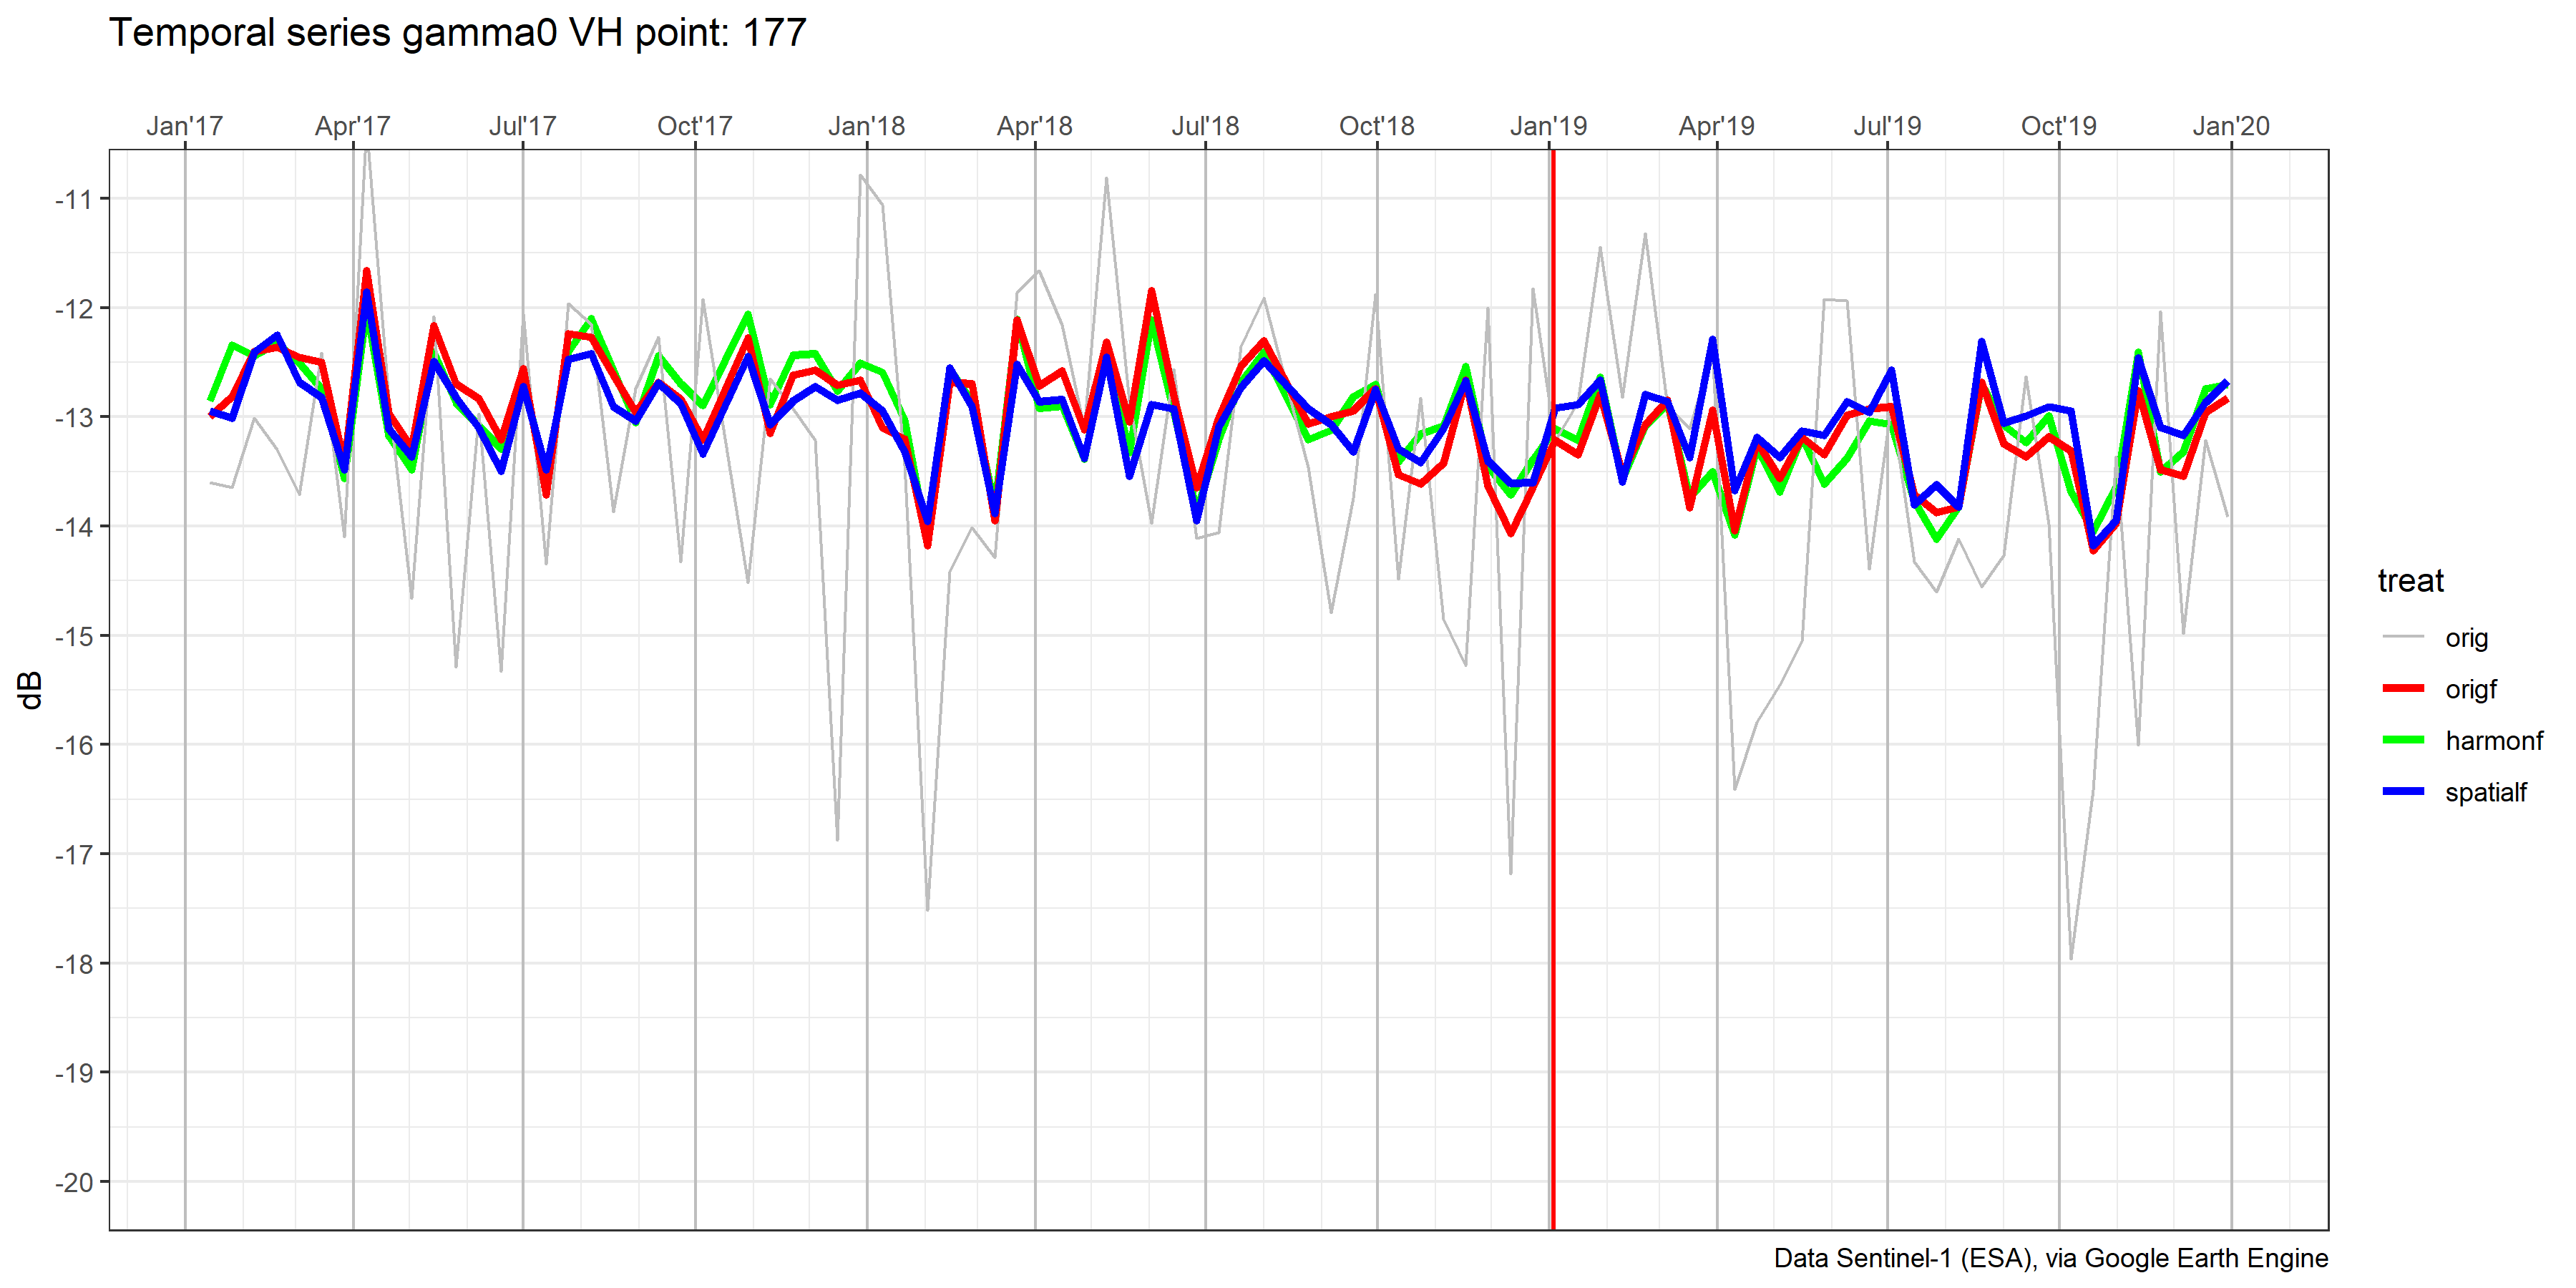 Temporal series gamma0 VH point: 177
Jan'17 Apr'17 Jul'17 Oct'17 Jan'18 Apr'18 Jul'18 Oct'18 Jan'19 Apr'19 Jul'19 Oct'19 Jan'20
-11
-12
-13
-14
-15
-16
-17
-18
-19
-20
dB
treat
orig
origf
harmonf
spatialf
Data Sentinel-1 (ESA), via Google Earth Engine